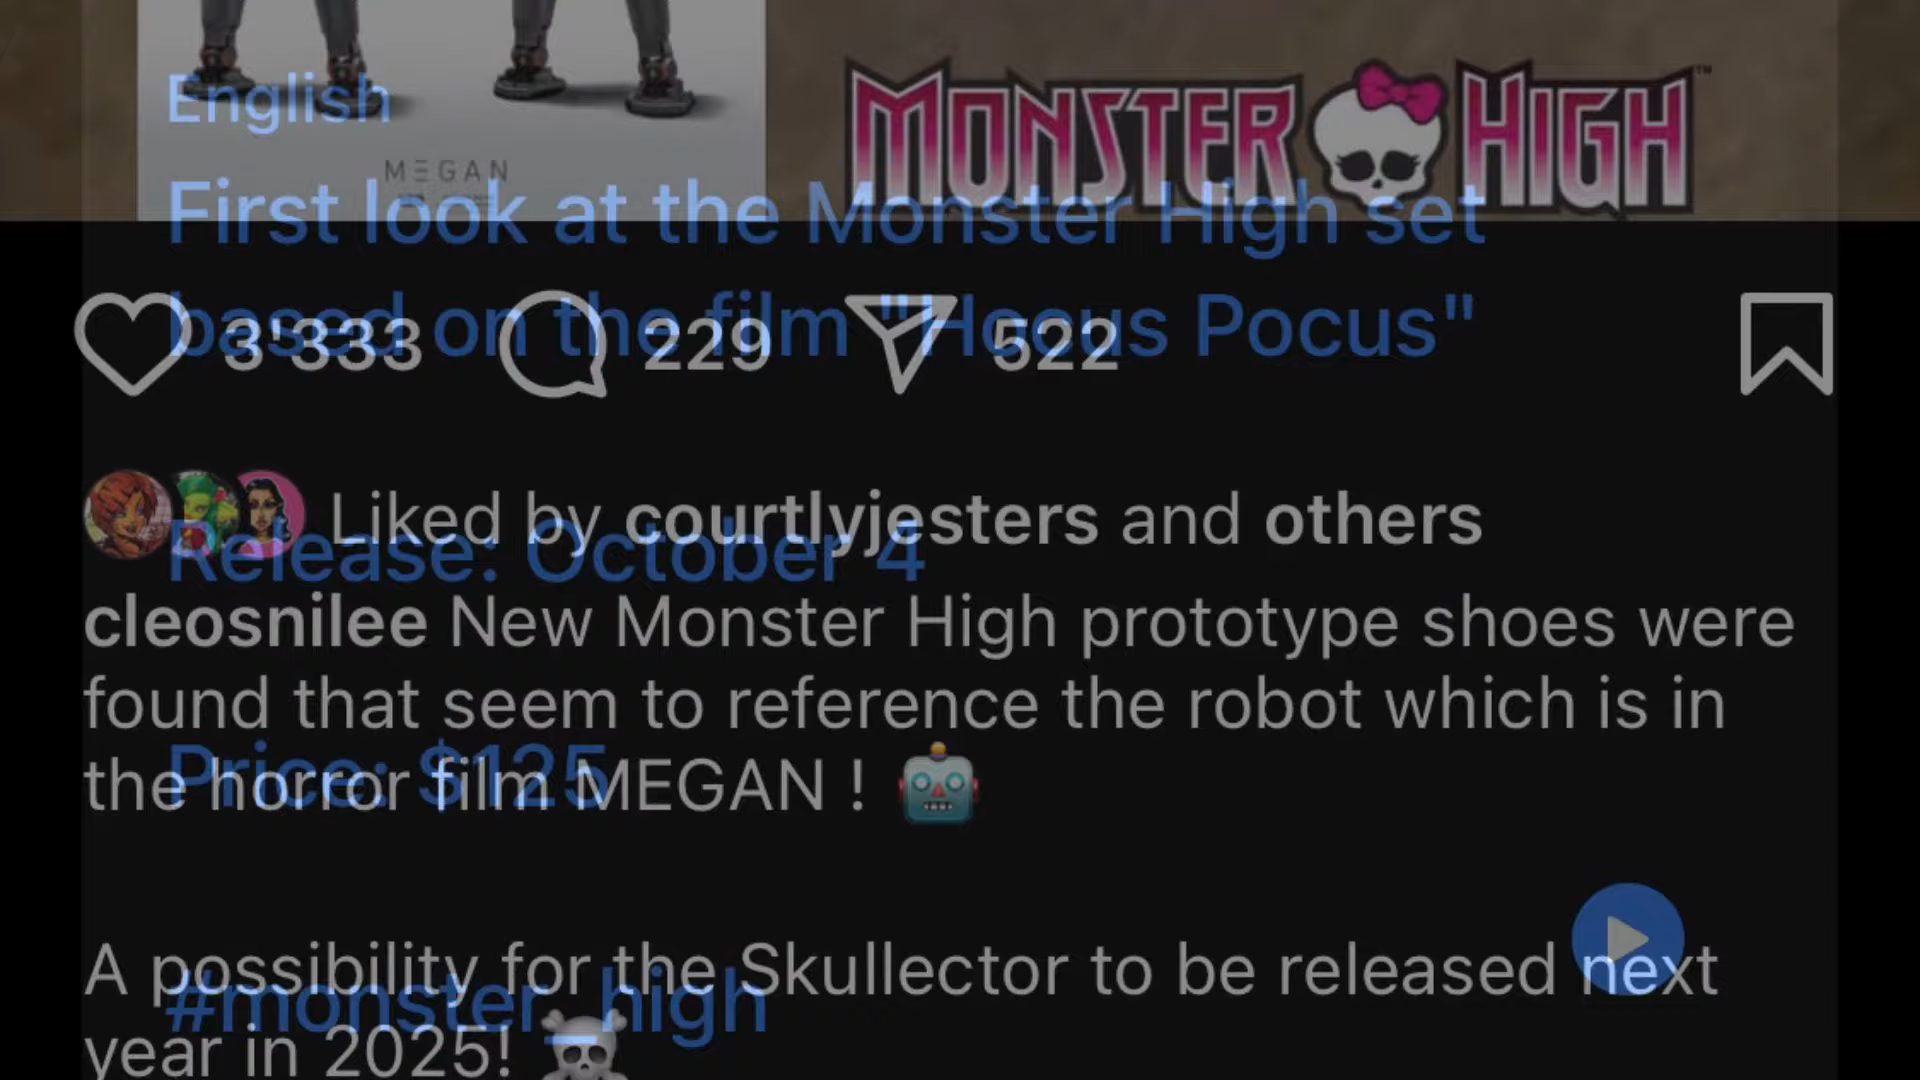 MONSTER HIGH™
MEGAN
English
First look at the Monster High set
based on the film "Hocus Pocus"
Release: October 4
Price: $125
#monster_high
3'333 229 522
Liked by courtlyjesters and others
cleosnilee New Monster High prototype shoes were
found that seem to reference the robot which is in
the horror film MEGAN ! 🤖
A possibility for the Skullector to be released next
year in 2025! ☠️